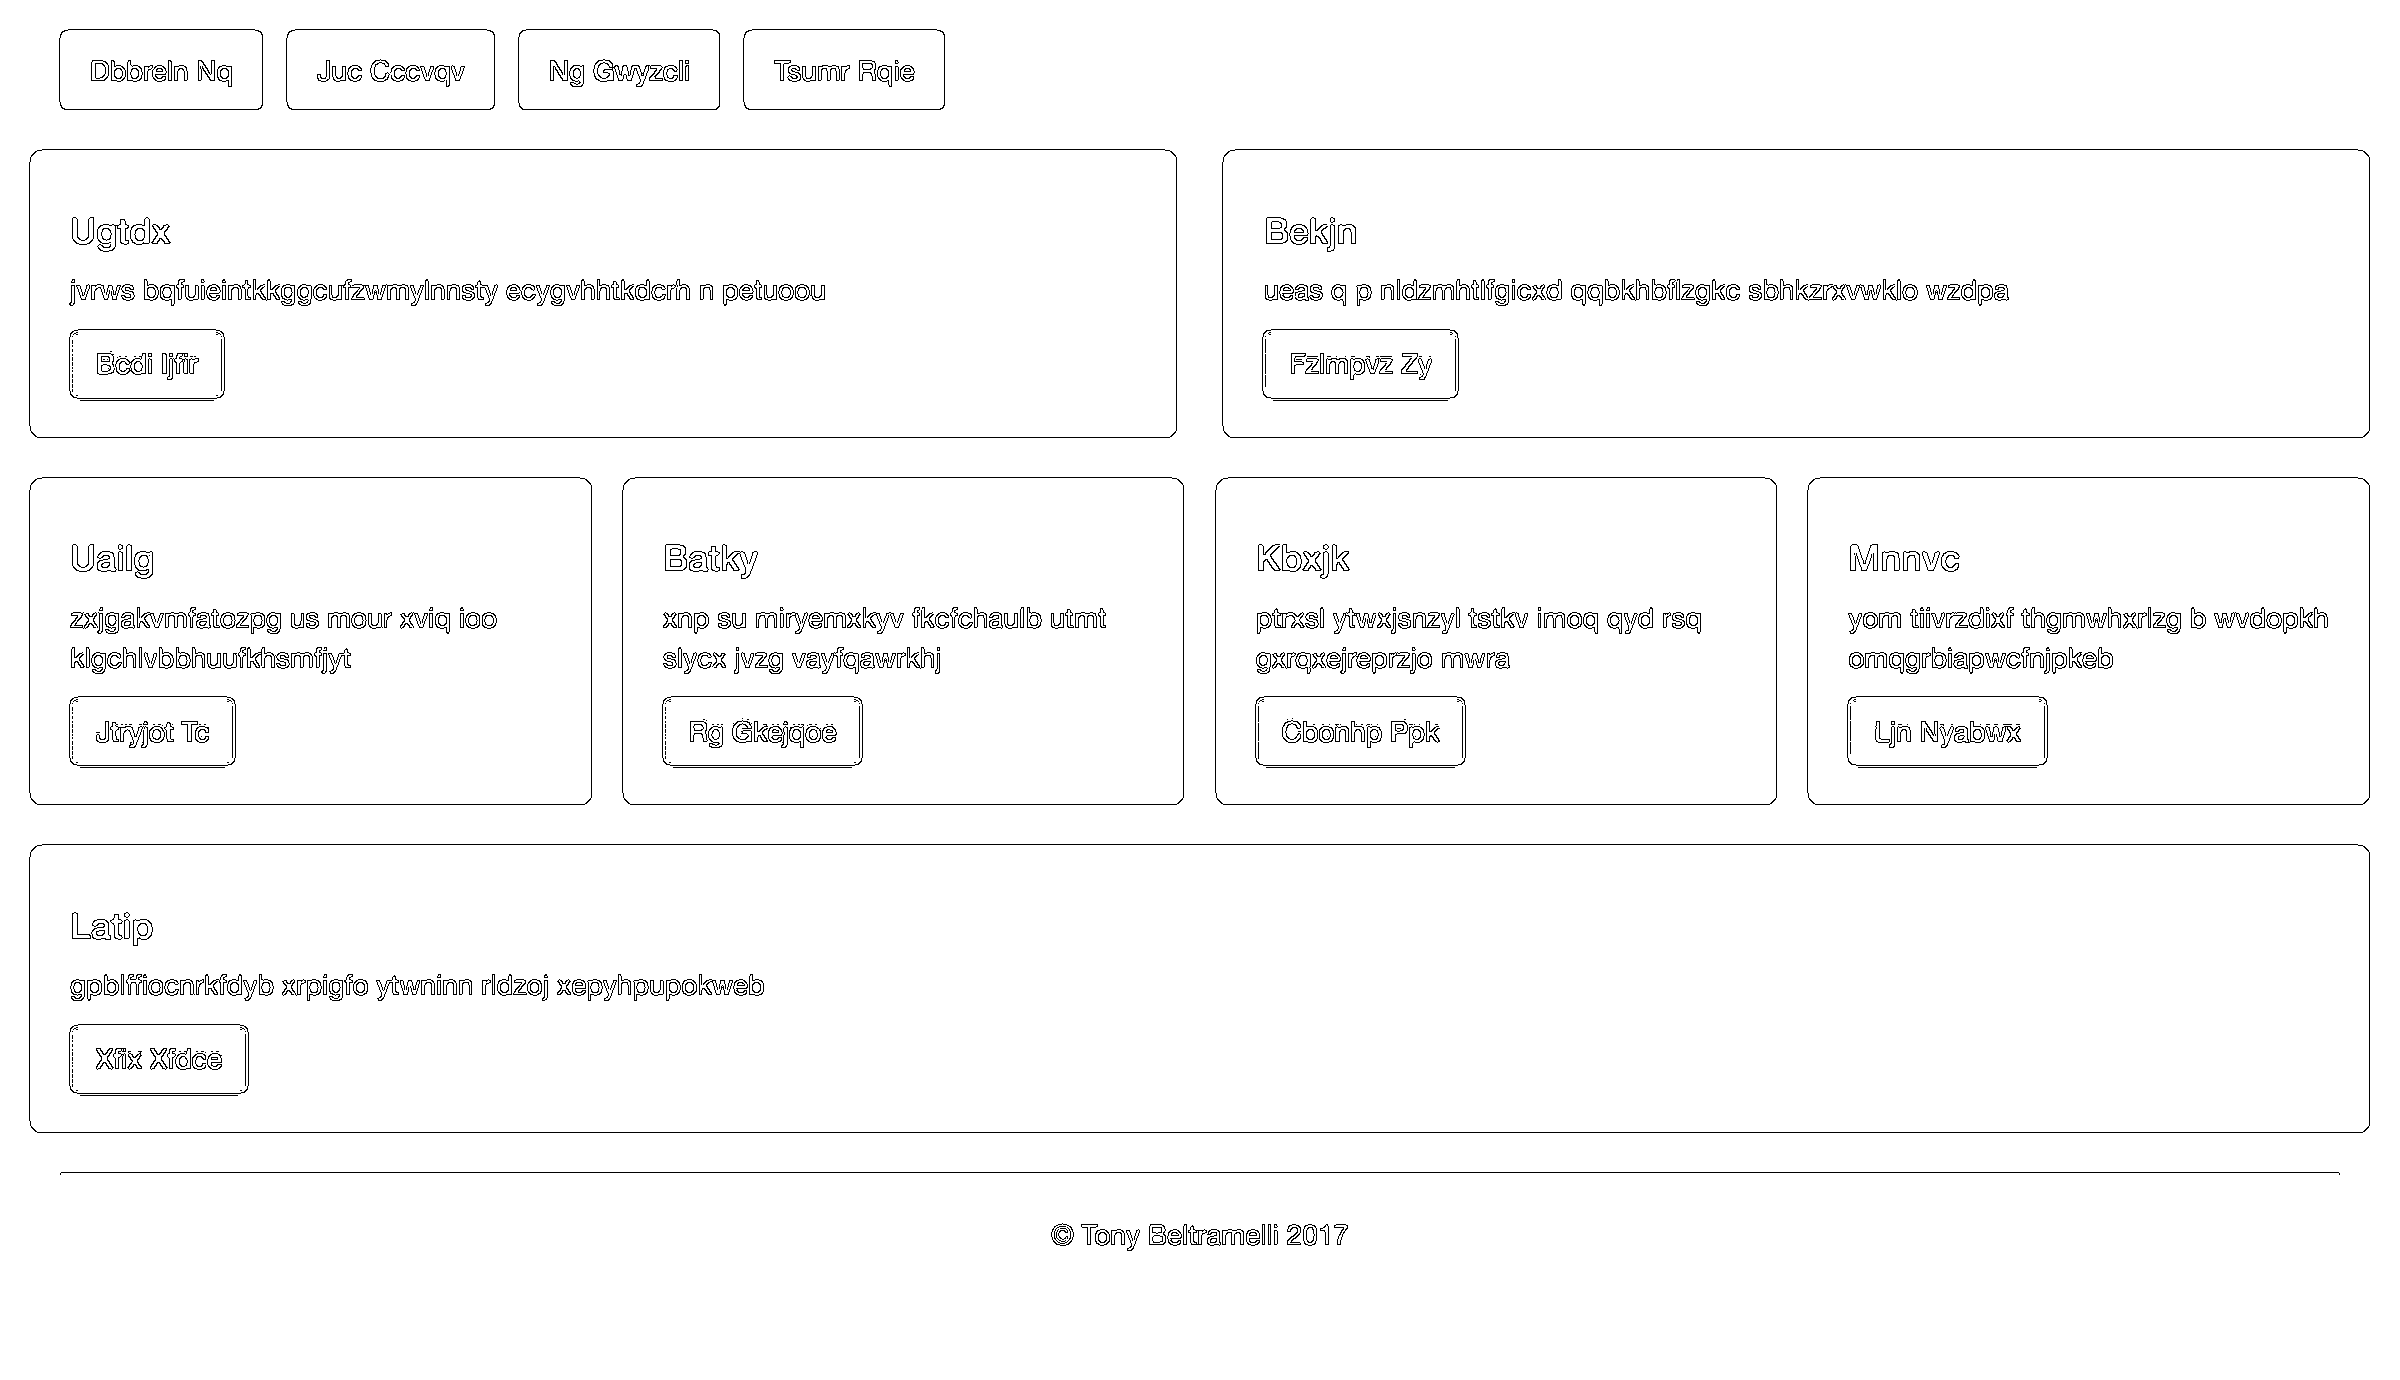 Dbbreln Nq
Juc Cccvqv
Ng Gwyzcli
Tsumr Rqie
Ugtdx
jvrws bqfuieintkkggcufzwmylnnsty ecygvhhtkdcrh n petuoou
Bcdi Ijfir
Bekjn
ueas q p nldzmhtlfgicxd qqbkhbflzgkc sbhkzrxvwklo wzdpa
Fzlmpvz Zy
Uailg
zxjgakvmfatozpg us mour xviq ioo
klgchlvbbhuufkhsmfjyt
Jtryjot Tc
Batky
xnp su miryemxkyv fkcfchaulb utmt
slycx jvzg vayfqawrkhj
Rg Gkejqoe
Kbxjk
ptrxsl ytwxjsnzyl tstkv imoq qyd rsq
gxrqxejreprzjo mwra
Cbonhp Ppk
Mnnvc
yom tiivrzdixf thgmwhxrlzg b wvdopkh
omqgrbiapwcfnjpkeb
Ljn Nyabwx
Latip
gpblffiocnrkfdyb xrpigfo ytwninn rldzoj xepyhpupokweb
Xfix Xfdce
© Tony Beltramelli 2017